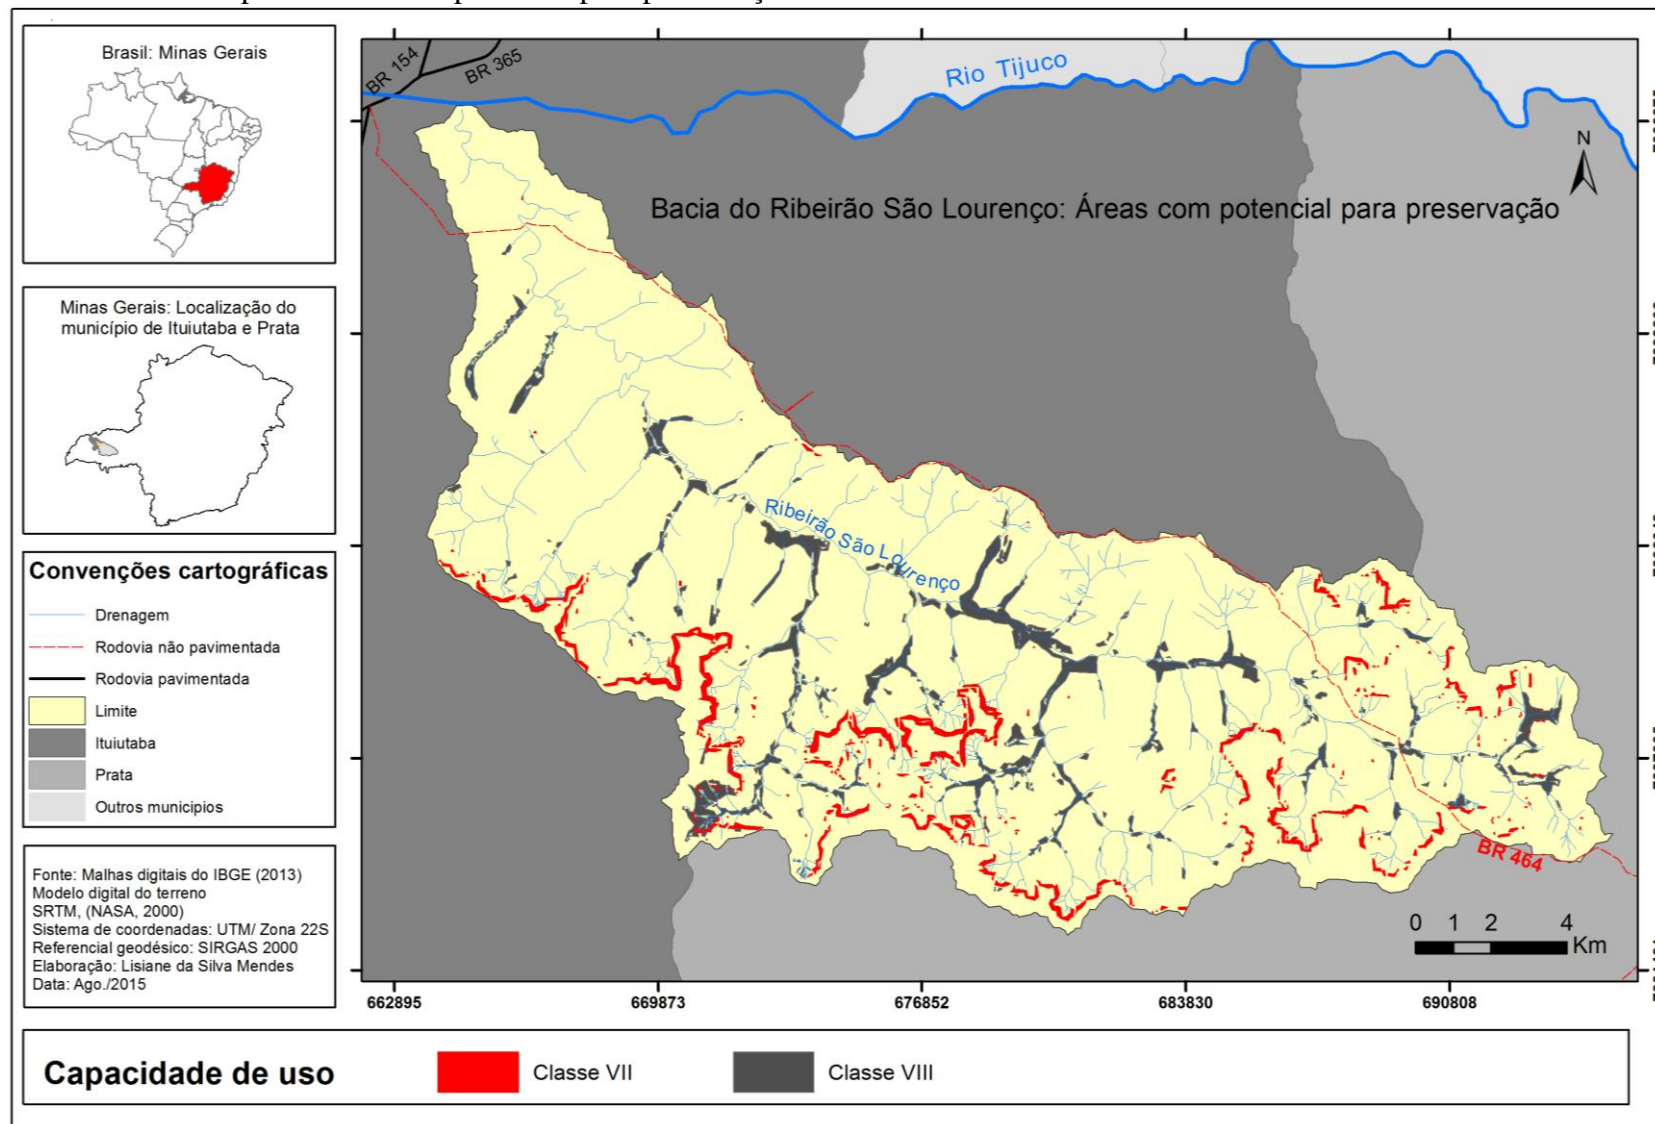 Brasil: Minas Gerais
Minas Gerais: Localização do
município de Ituiutaba e Prata
Convenções cartográficas
Drenagem
Rodovia não pavimentada
Rodovia pavimentada
Limite
Ituiutaba
Prata
Outros municipios
Fonte: Malhas digitais do IBGE (2013)
Modelo digital do terreno
SRTM, (NASA, 2000)
Sistema de coordenadas: UTM/ Zona 22S
Referencial geodésico: SIRGAS 2000
Elaboração: Lisiane da Silva Mendes
Data: Ago./2015
BR 154
BR 365
Rio Tijuco
N
Bacia do Ribeirão São Lourenço: Áreas com potencial para preservação
Ribeirão São Lourenço
BR 464
0 1 2 4
Km
662895 669873 676852 683830 690808
Capacidade de uso
Classe VII
Classe VIII